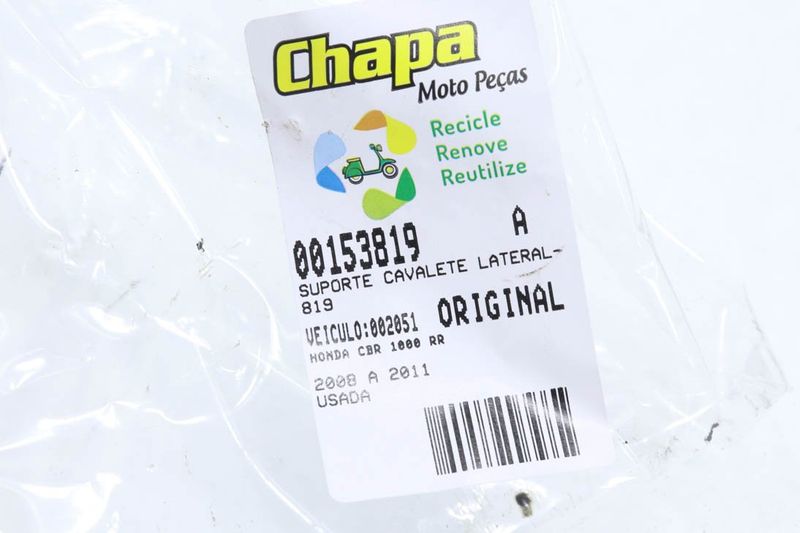 Chapa
Moto Peças
Recicle
Renove
Reutilize
00153819 A
SUPORTE CAVALETE LATERAL-
819
VEICULO:002051 ORIGINAL
HONDA CBR 1000 RR
2008 A 2011
USADA